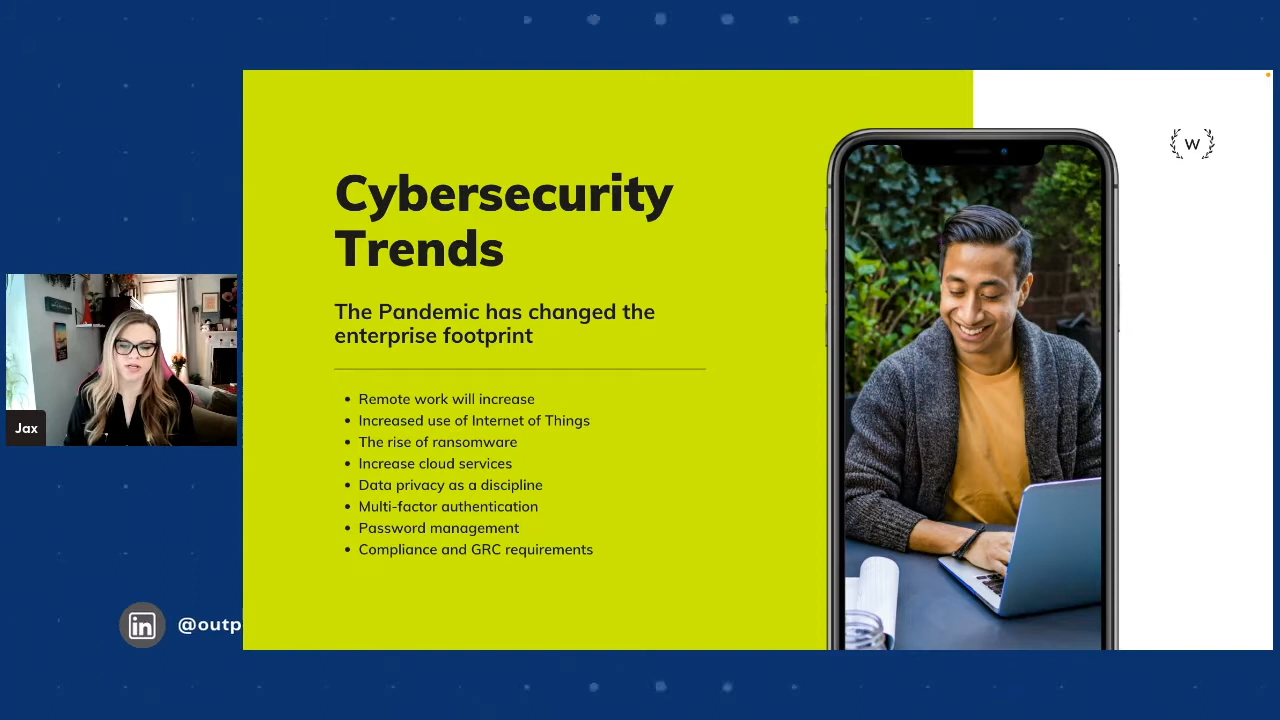 Cybersecurity
Trends
The Pandemic has changed the
enterprise footprint
Remote work will increase
Increased use of Internet of Things
The rise of ransomware
Increase cloud services
Data privacy as a discipline
Multi-factor authentication
Password management
Compliance and GRC requirements
W
Jax
in
@outp